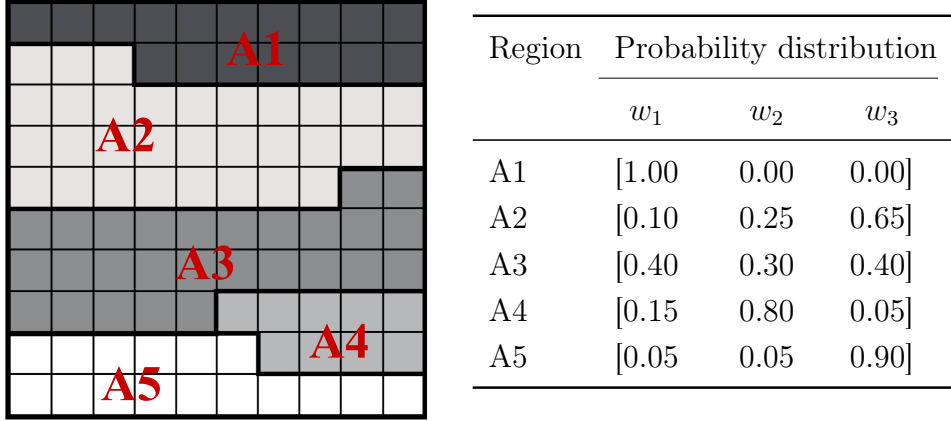 A1
A2
A3
A4
A5
Region Probability distribution
w1 w2 w3
A1 [1.00 0.00 0.00]
A2 [0.10 0.25 0.65]
A3 [0.40 0.30 0.40]
A4 [0.15 0.80 0.05]
A5 [0.05 0.05 0.90]